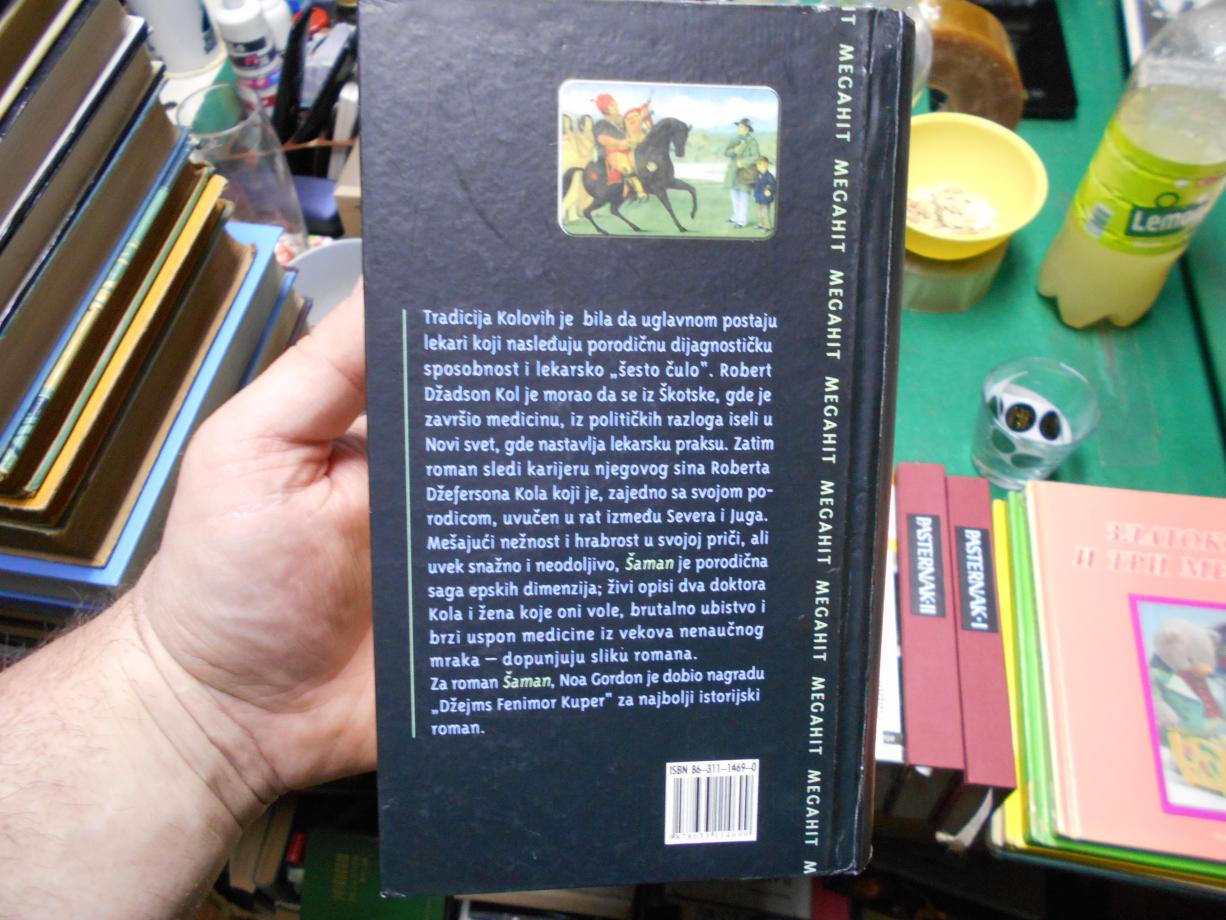 Tradicija Kolovih je bila da uglavnom postaju
lekari koji nasleđuju porodičnu dijagnostičku
sposobnost i lekarsko „šesto čulo“. Robert
Džadson Kol je morao da se iz Škotske, gde je
završio medicinu, iz političkih razloga iseli u
Novi svet, gde nastavlja lekarsku praksu. Zatim
roman sledi karijeru njegovog sina Roberta
Džefersona Kola koji je, zajedno sa svojom po-
rodicom, uvučen u rat između Severa i Juga.
Mešajući nežnost i hrabrost u svojoj priči, ali
uvek snažno i neodoljivo, Šaman je porodična
saga epskih dimenzija; živi opisi dva doktora
Kola i žena koje oni vole, brutalno ubistvo i
brzi uspon medicine iz vekova nenaučnog
mraka — dopunjuju sliku romana.
Za roman Šaman, Noa Gordon je dobio nagradu
„Džejms Fenimor Kuper“ za najbolji istorijski
roman.
ISBN 86-311-1469-0
MEGAHIT MEGAHIT MEGAHIT MEGAHIT MEGAHIT MEGAHIT MEGAHIT MEGAHIT
PASTERNAK·II
PASTERNAK·I
И ТРИ